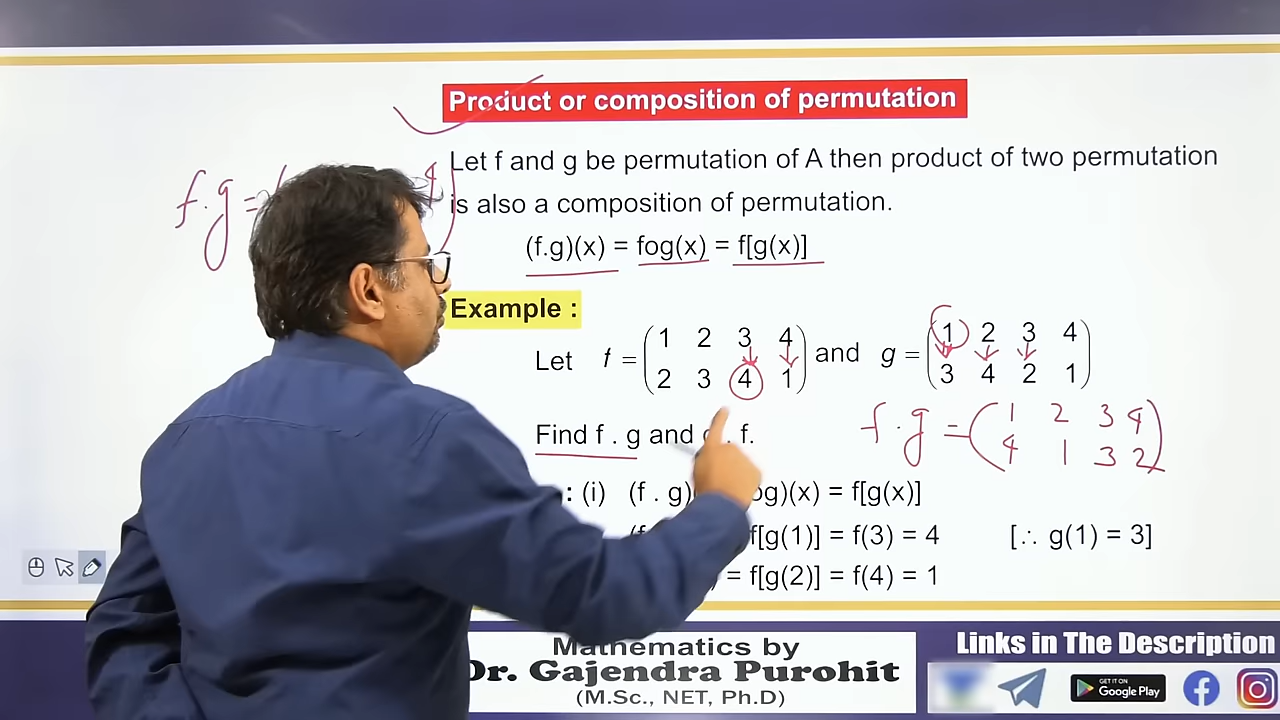 Product or composition of permutation
Let f and g be permutation of A then product of two permutation
is also a composition of permutation.
f.g = 4)
(f.g)(x) = fog(x) = f[g(x)]
Example :
Let f = (1 2 3 4 and g = (1 2 3 4
2 3 4 1) 3 4 2 1)
f.g = (1 2 3 4
4 1 3 2)
Find f . g and . f.
: (i) (f . g) og)(x) = f[g(x)]
f[g(1)] = f(3) = 4 [∴ g(1) = 3]
= f[g(2)] = f(4) = 1
Mathematics by
Dr. Gajendra Purohit
(M.Sc., NET, Ph.D)
Links in The Description
GET IT ON
Google Play